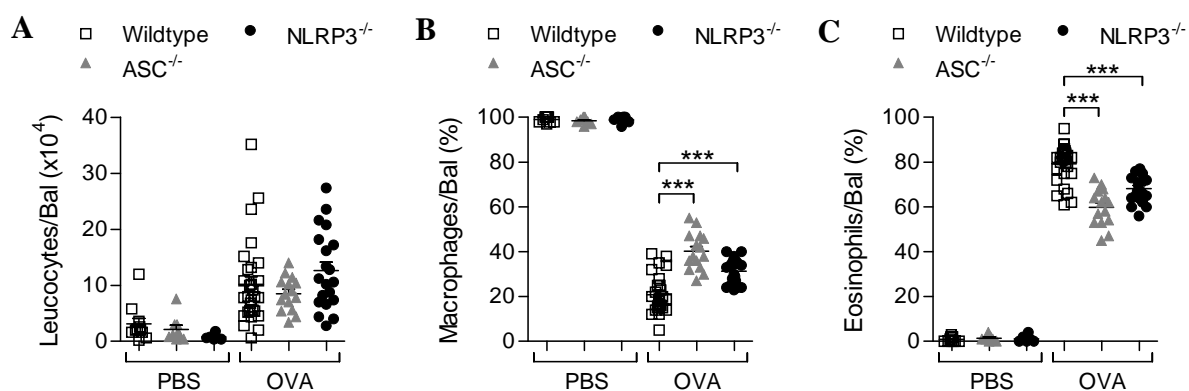 A
Wildtype
NLRP3-/-
ASC-/-
Leucocytes/Bal (x10⁴)
40
30
20
10
0
PBS
OVA
B
Wildtype
NLRP3-/-
ASC-/-
Macrophages/Bal (%)
100
80
60
40
20
0
***
***
PBS
OVA
C
Wildtype
NLRP3-/-
ASC-/-
Eosinophils/Bal (%)
100
80
60
40
20
0
***
***
PBS
OVA